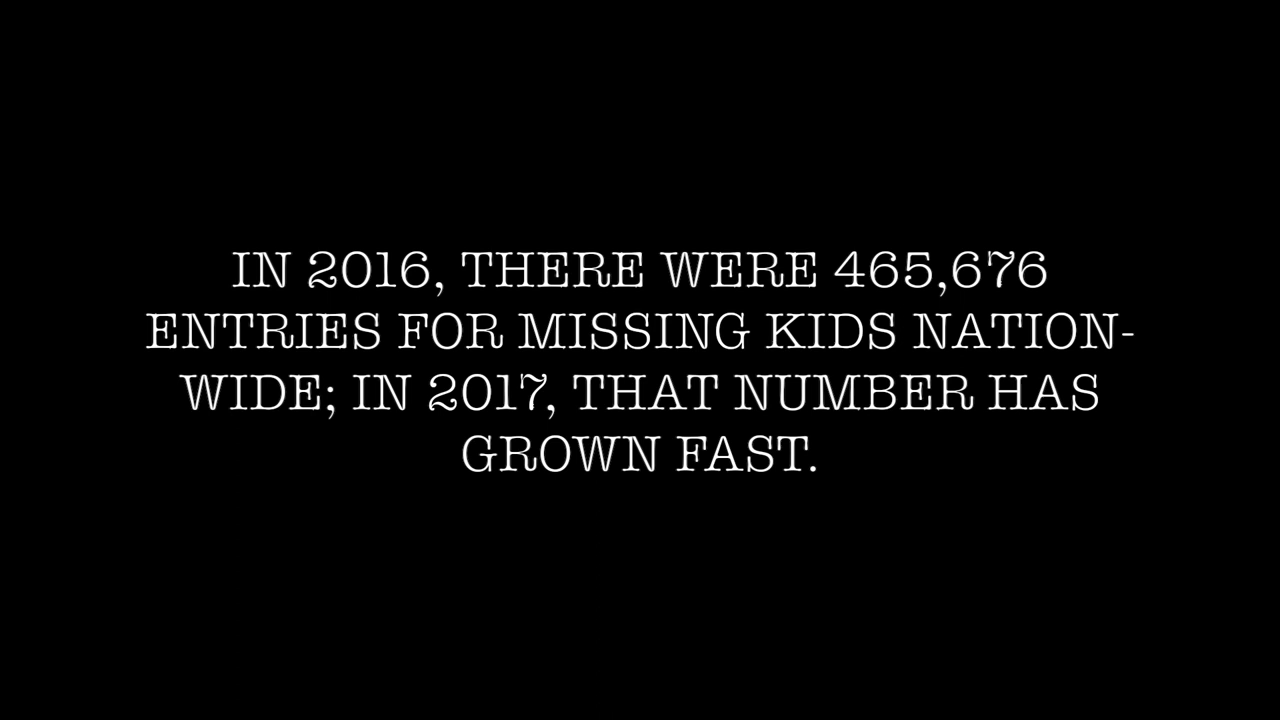 IN 2016, THERE WERE 465,676
ENTRIES FOR MISSING KIDS NATION-
WIDE; IN 2017, THAT NUMBER HAS
GROWN FAST.